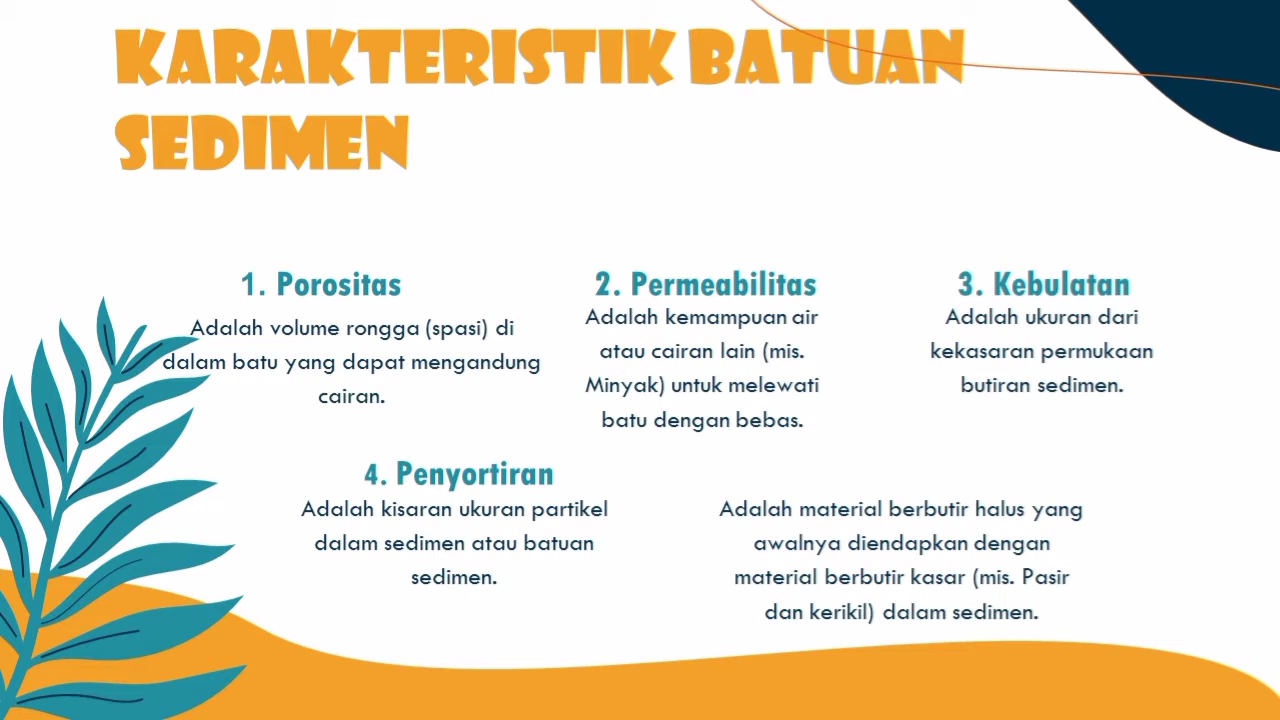 KARAKTERISTIK BATUAN
SEDIMEN
1. Porositas
Adalah volume rongga (spasi) di
dalam batu yang dapat mengandung
cairan.
2. Permeabilitas
Adalah kemampuan air
atau cairan lain (mis.
Minyak) untuk melewati
batu dengan bebas.
3. Kebulatan
Adalah ukuran dari
kekasaran permukaan
butiran sedimen.
4. Penyortiran
Adalah kisaran ukuran partikel
dalam sedimen atau batuan
sedimen.
Adalah material berbutir halus yang
awalnya diendapkan dengan
material berbutir kasar (mis. Pasir
dan kerikil) dalam sedimen.